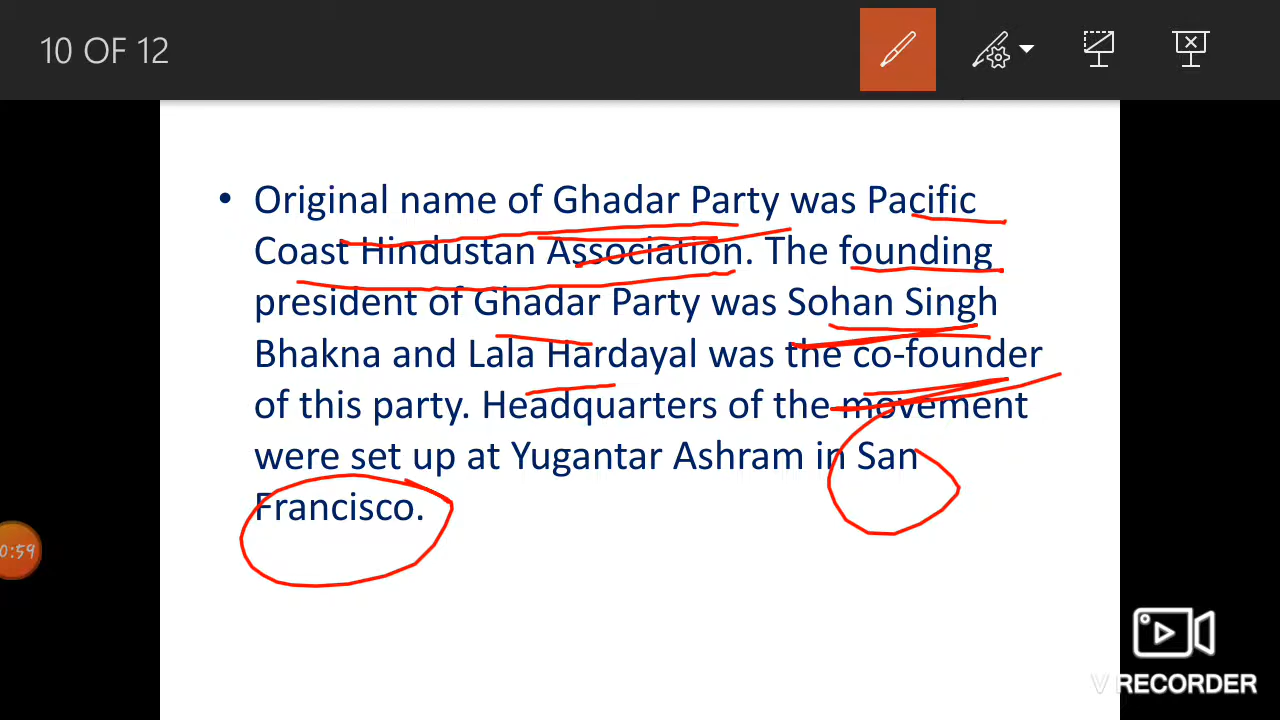 10 OF 12
• Original name of Ghadar Party was Pacific
Coast Hindustan Association. The founding
president of Ghadar Party was Sohan Singh
Bhakna and Lala Hardayal was the co-founder
of this party. Headquarters of the movement
were set up at Yugantar Ashram in San
Francisco.
0:59
V RECORDER